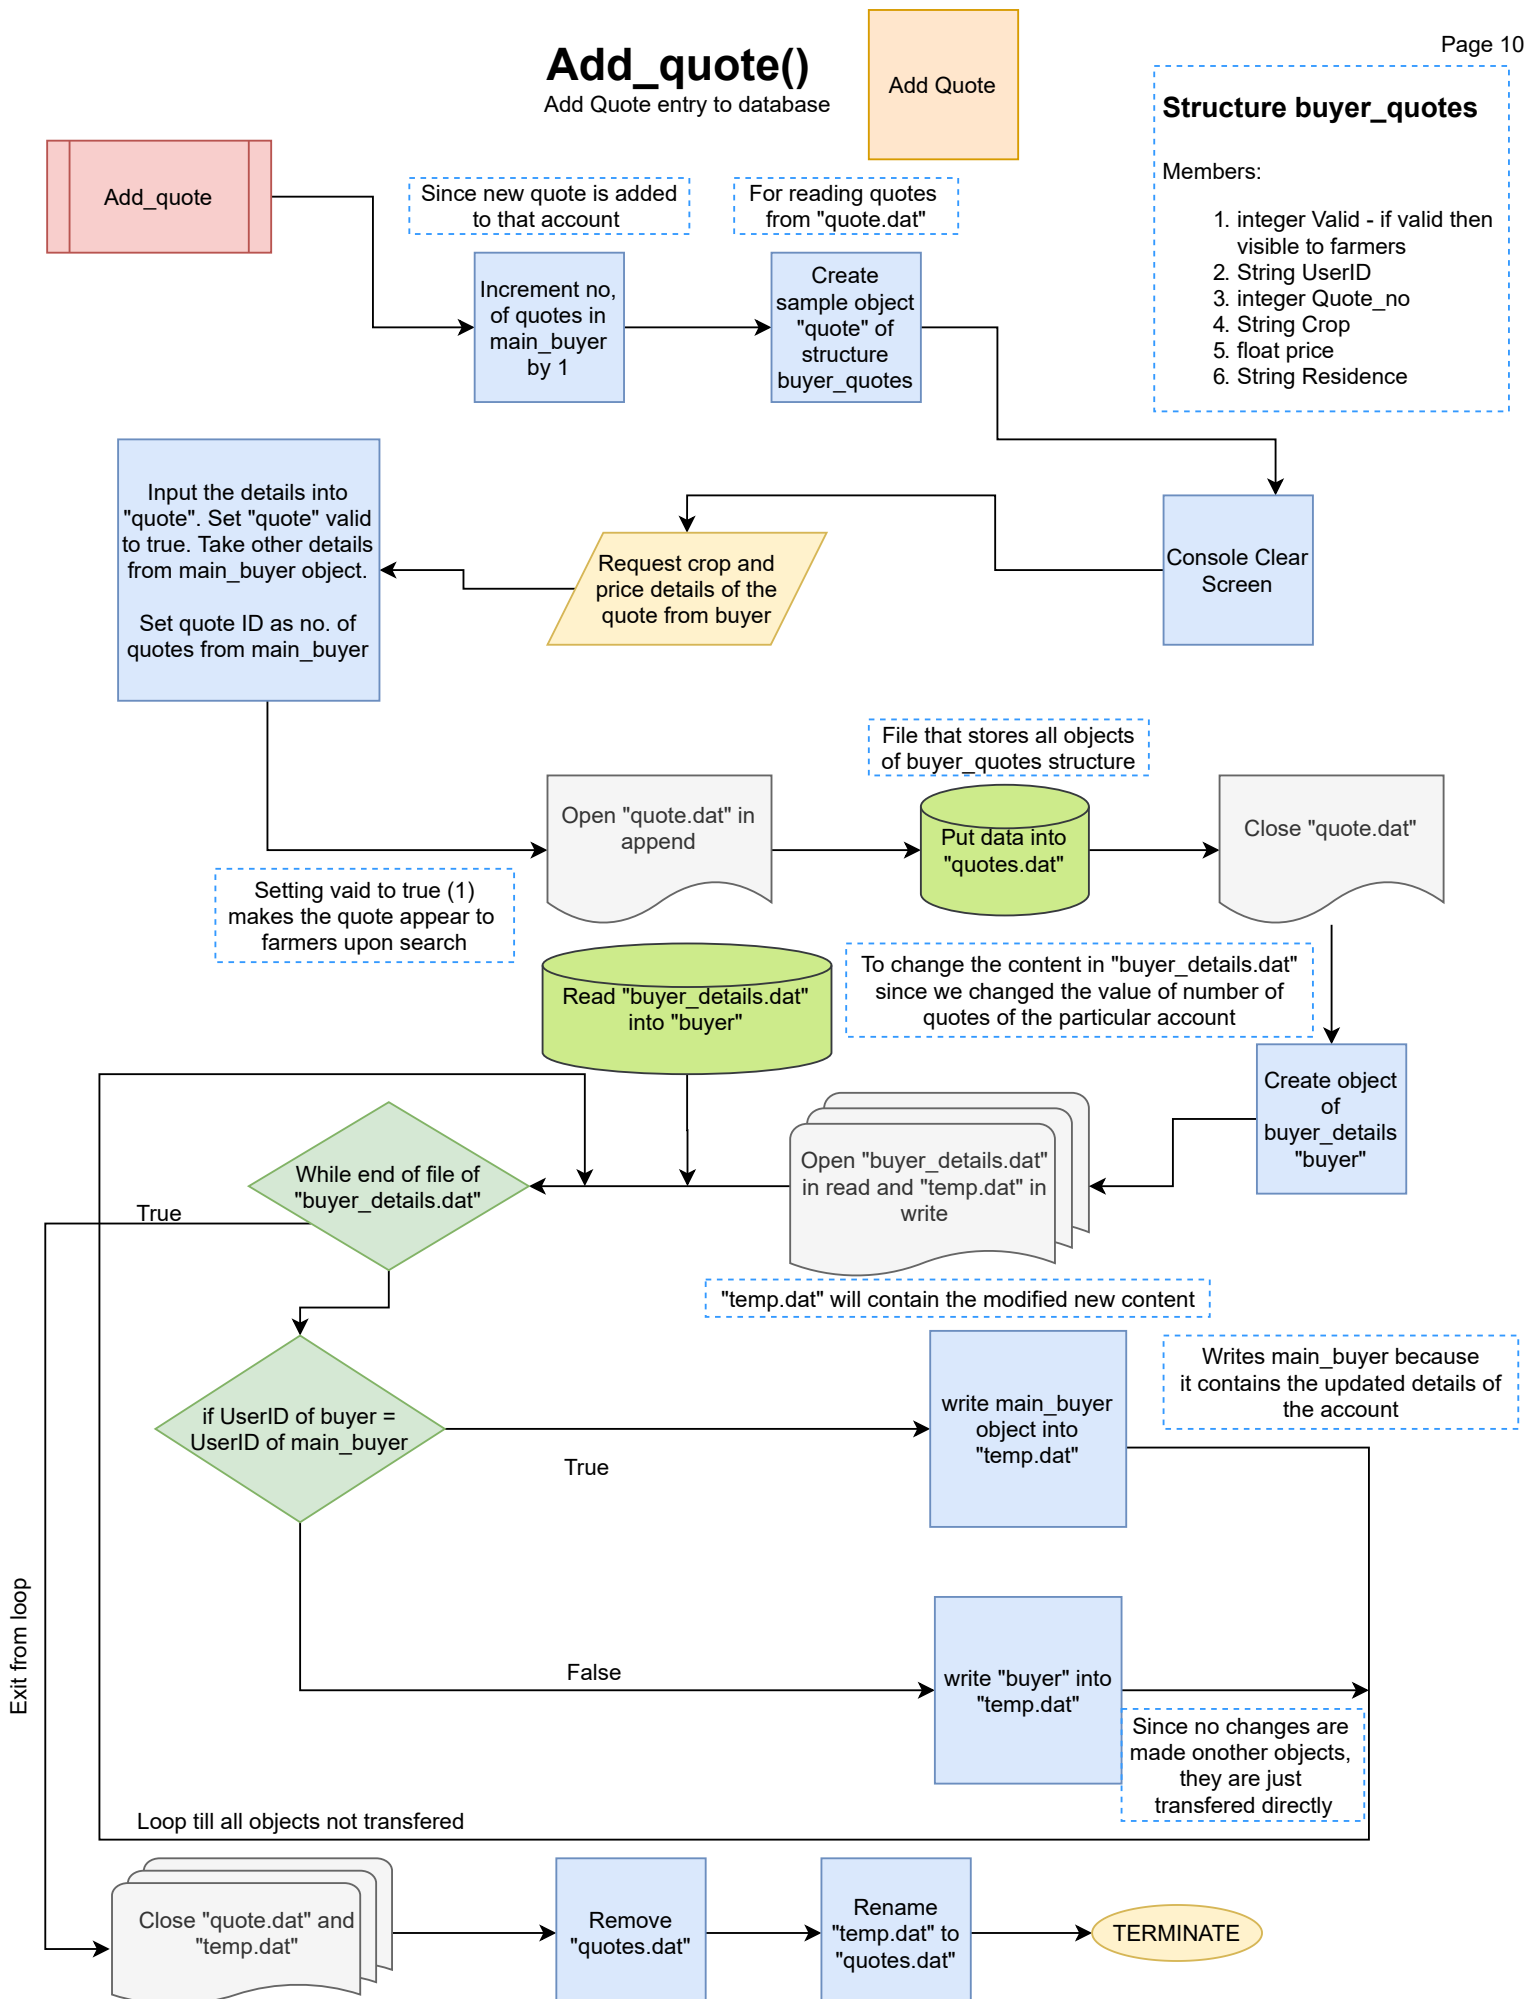 Page 10
Add_quote()
Add Quote entry to database
Add Quote
Structure buyer_quotes
Members:
1. integer Valid - if valid then
visible to farmers
2. String UserID
3. integer Quote_no
4. String Crop
5. float price
6. String Residence
Add_quote
Since new quote is added
to that account
For reading quotes
from "quote.dat"
Increment no,
of quotes in
main_buyer
by 1
Create
sample object
"quote" of
structure
buyer_quotes
Console Clear
Screen
Request crop and
price details of the
quote from buyer
Input the details into
"quote". Set "quote" valid
to true. Take other details
from main_buyer object.
Set quote ID as no. of
quotes from main_buyer
Setting vaid to true (1)
makes the quote appear to
farmers upon search
Open "quote.dat" in
append
File that stores all objects
of buyer_quotes structure
Put data into
"quotes.dat"
Close "quote.dat"
To change the content in "buyer_details.dat"
since we changed the value of number of
quotes of the particular account
Read "buyer_details.dat"
into "buyer"
Create object
of
buyer_details
"buyer"
Open "buyer_details.dat"
in read and "temp.dat" in
write
"temp.dat" will contain the modified new content
While end of file of
"buyer_details.dat"
True
if UserID of buyer =
UserID of main_buyer
True
write main_buyer
object into
"temp.dat"
Writes main_buyer because
it contains the updated details of
the account
False
write "buyer" into
"temp.dat"
Since no changes are
made onother objects,
they are just
transfered directly
Exit from loop
Loop till all objects not transfered
Close "quote.dat" and
"temp.dat"
Remove
"quotes.dat"
Rename
"temp.dat" to
"quotes.dat"
TERMINATE